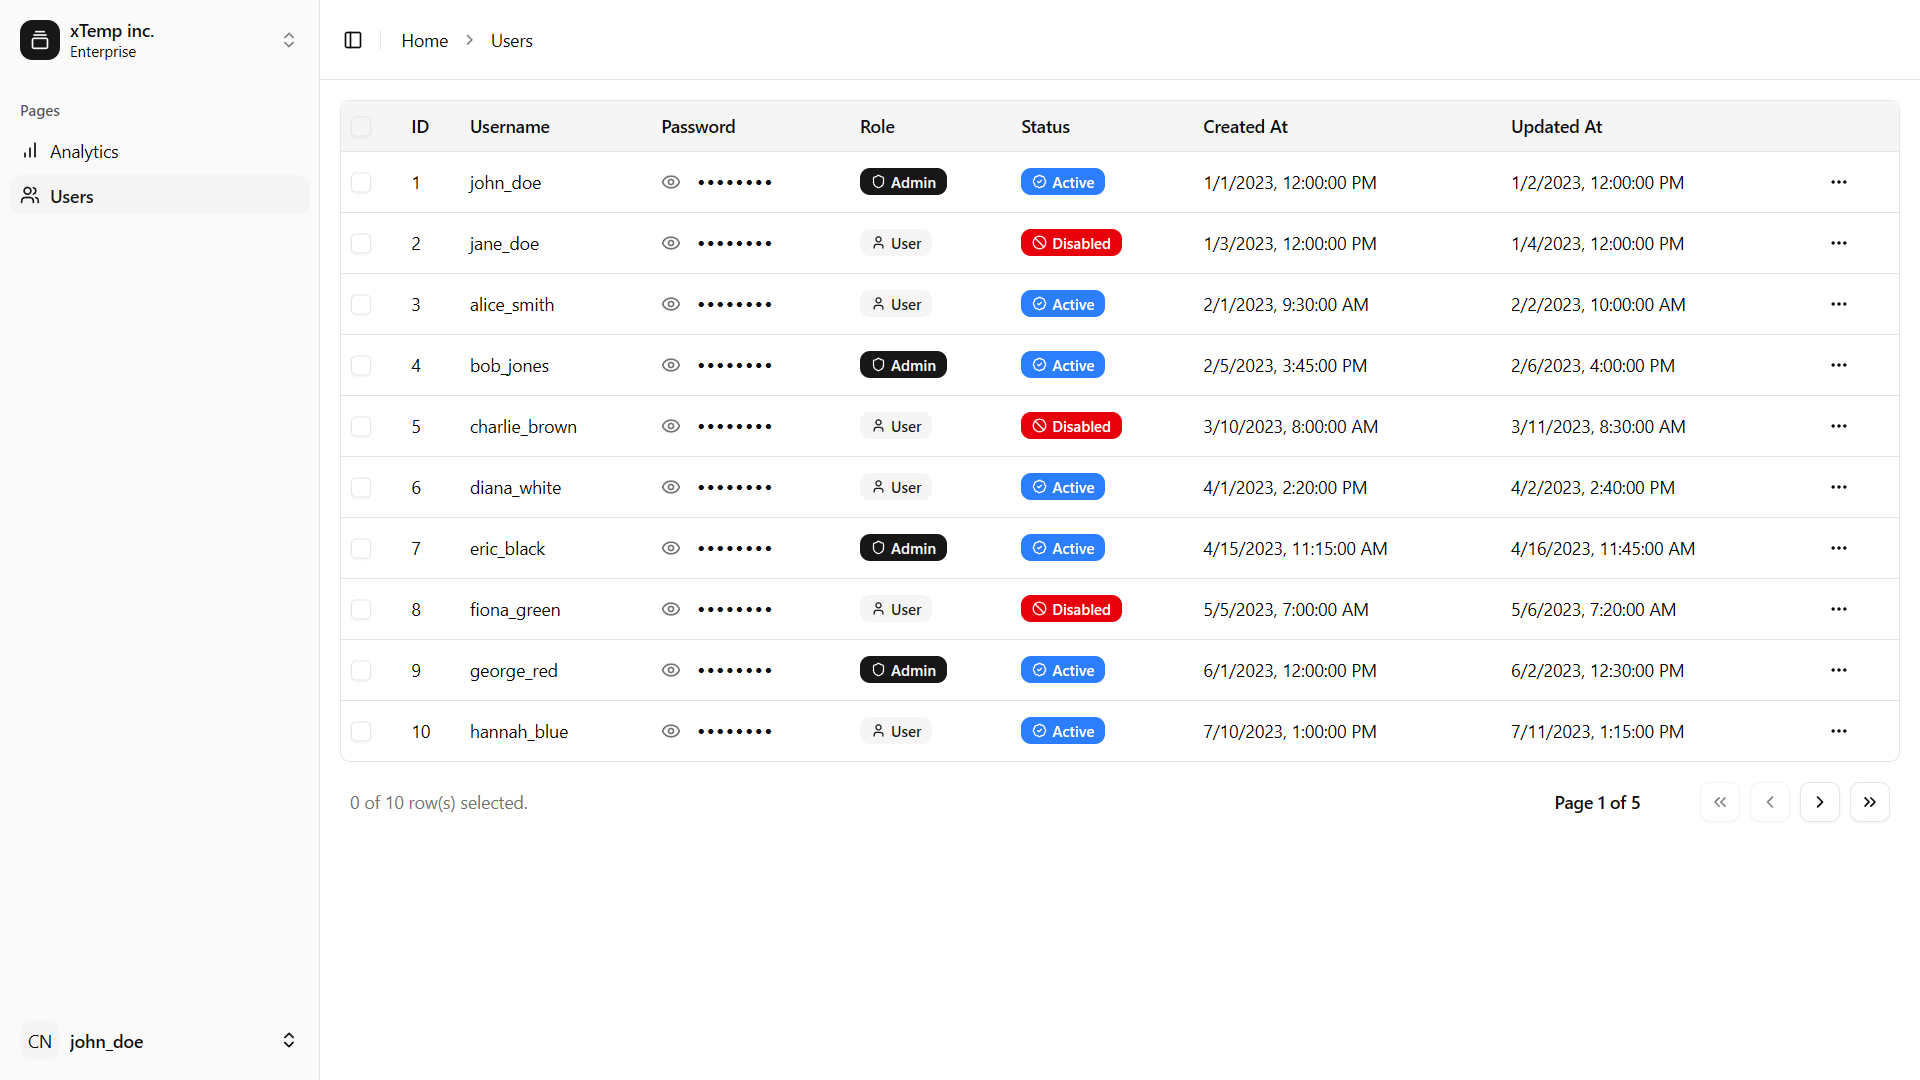 xTemp inc.
Enterprise
Pages
Analytics
Users
CN john_doe
Home Users
ID Username Password Role Status Created At Updated At
1 john_doe •••••••• Admin Active 1/1/2023, 12:00:00 PM 1/2/2023, 12:00:00 PM
2 jane_doe •••••••• User Disabled 1/3/2023, 12:00:00 PM 1/4/2023, 12:00:00 PM
3 alice_smith •••••••• User Active 2/1/2023, 9:30:00 AM 2/2/2023, 10:00:00 AM
4 bob_jones •••••••• Admin Active 2/5/2023, 3:45:00 PM 2/6/2023, 4:00:00 PM
5 charlie_brown •••••••• User Disabled 3/10/2023, 8:00:00 AM 3/11/2023, 8:30:00 AM
6 diana_white •••••••• User Active 4/1/2023, 2:20:00 PM 4/2/2023, 2:40:00 PM
7 eric_black •••••••• Admin Active 4/15/2023, 11:15:00 AM 4/16/2023, 11:45:00 AM
8 fiona_green •••••••• User Disabled 5/5/2023, 7:00:00 AM 5/6/2023, 7:20:00 AM
9 george_red •••••••• Admin Active 6/1/2023, 12:00:00 PM 6/2/2023, 12:30:00 PM
10 hannah_blue •••••••• User Active 7/10/2023, 1:00:00 PM 7/11/2023, 1:15:00 PM
0 of 10 row(s) selected. Page 1 of 5